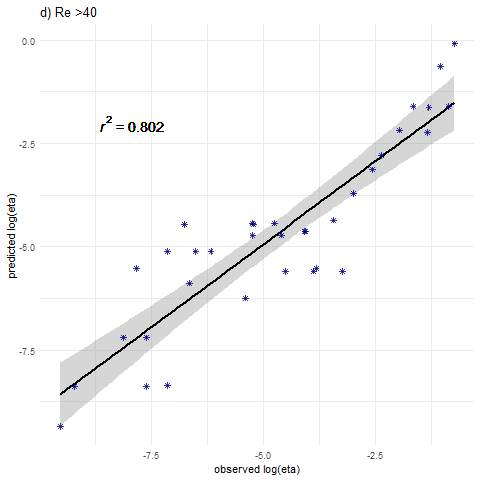 d) Re >40
0.0
r² = 0.802
-2.5
predicted log(eta)
-5.0
-7.5
-7.5 -5.0 -2.5
observed log(eta)